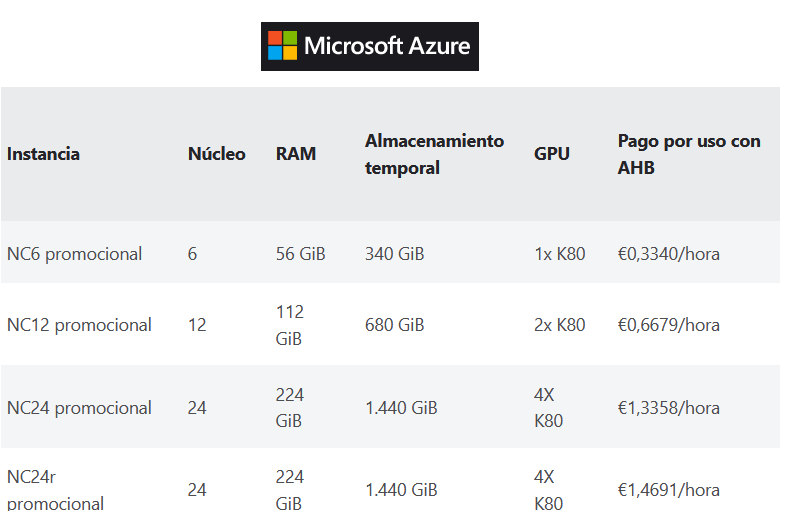 Microsoft Azure
Instancia Núcleo RAM Almacenamiento temporal GPU Pago por uso con AHB
NC6 promocional 6 56 GiB 340 GiB 1x K80 €0,3340/hora
NC12 promocional 12 112 GiB 680 GiB 2x K80 €0,6679/hora
NC24 promocional 24 224 GiB 1.440 GiB 4X K80 €1,3358/hora
NC24r promocional 24 224 GiB 1.440 GiB 4X K80 €1,4691/hora